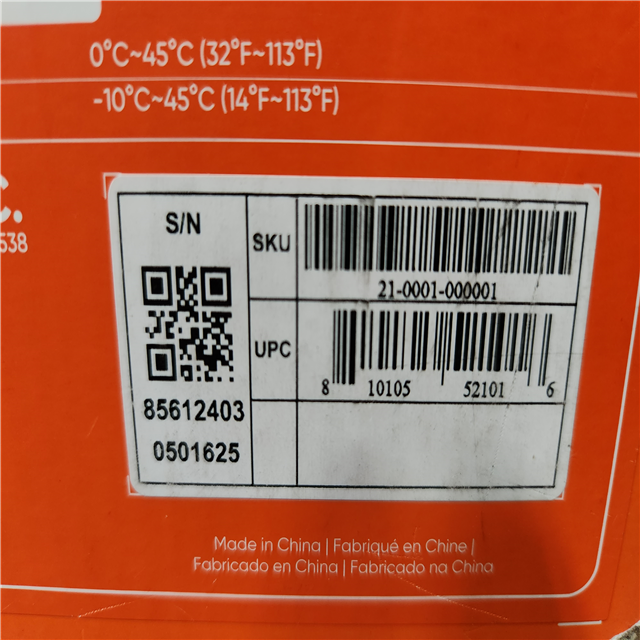 0°C~45°C (32°F~113°F)
-10°C~45°C (14°F~113°F)
C.
538
S/N
SKU
21-0001-000001
UPC
8 10105 52101 6
85612403
0501625
Made in China | Fabriqué en Chine |
Fabricado en China | Fabricado na China